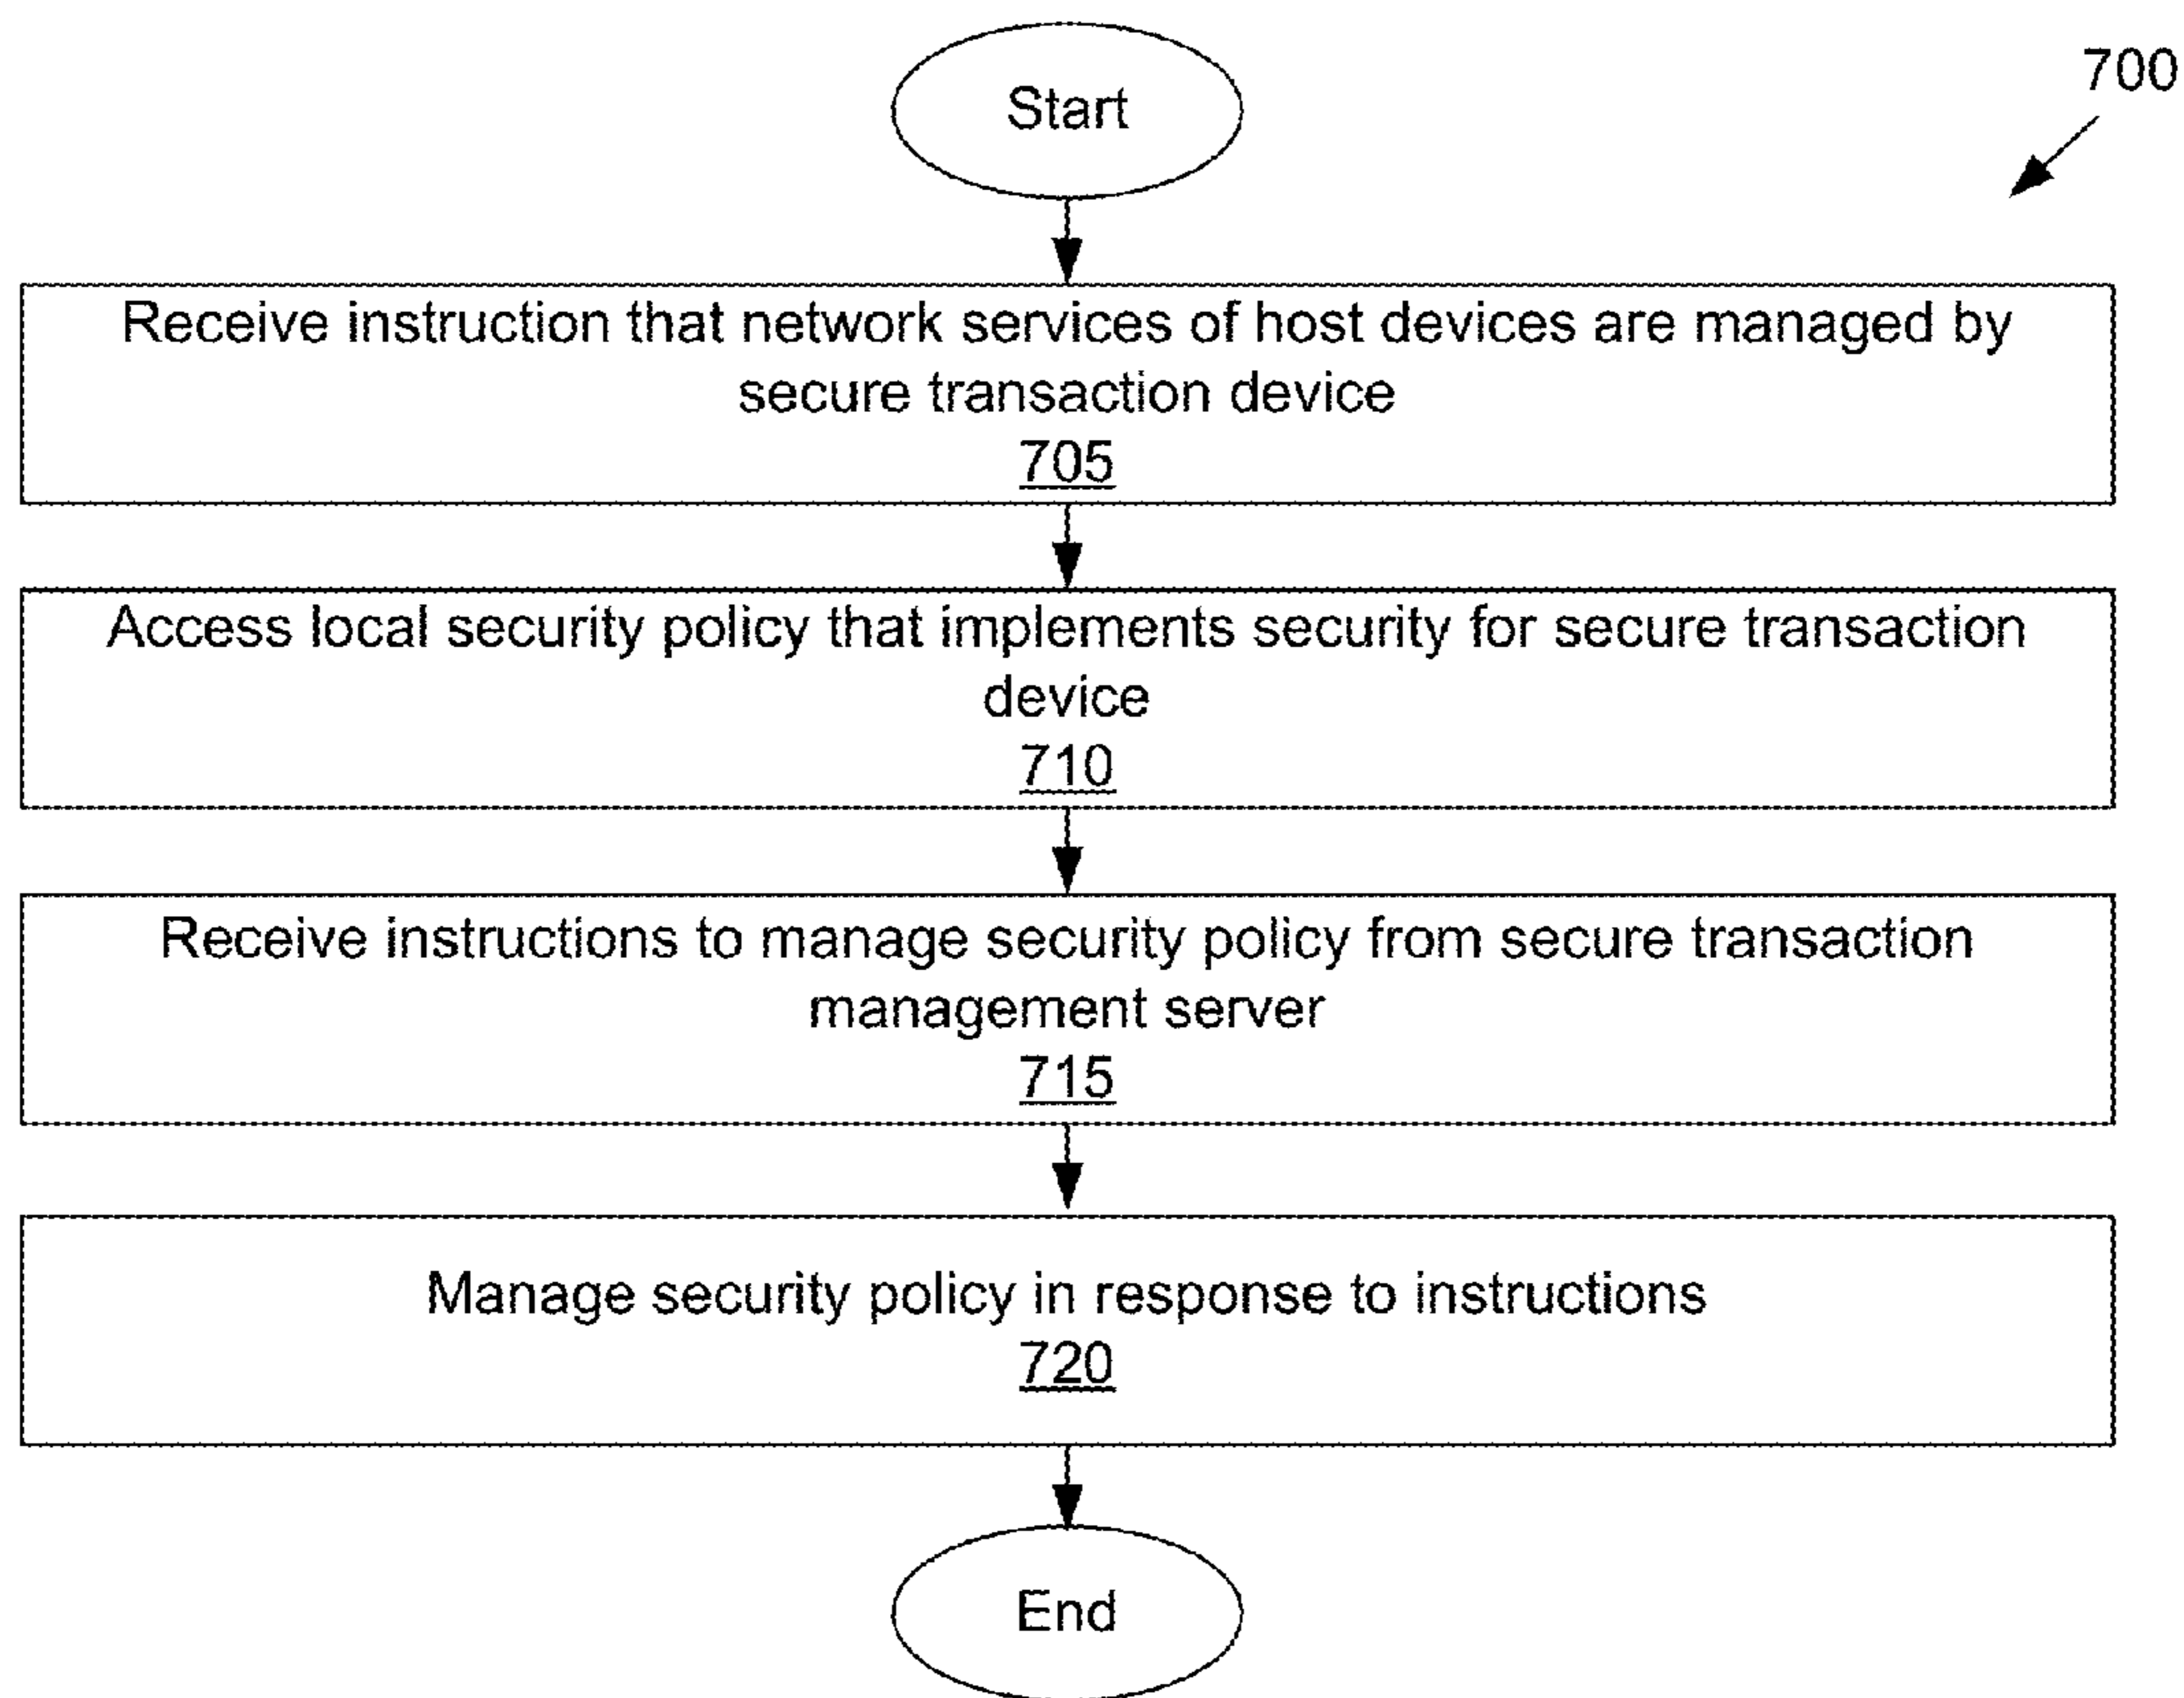 Start
700
Receive instruction that network services of host devices are managed by
secure transaction device
705
Access local security policy that implements security for secure transaction
device
710
Receive instructions to manage security policy from secure transaction
management server
715
Manage security policy in response to instructions
720
End